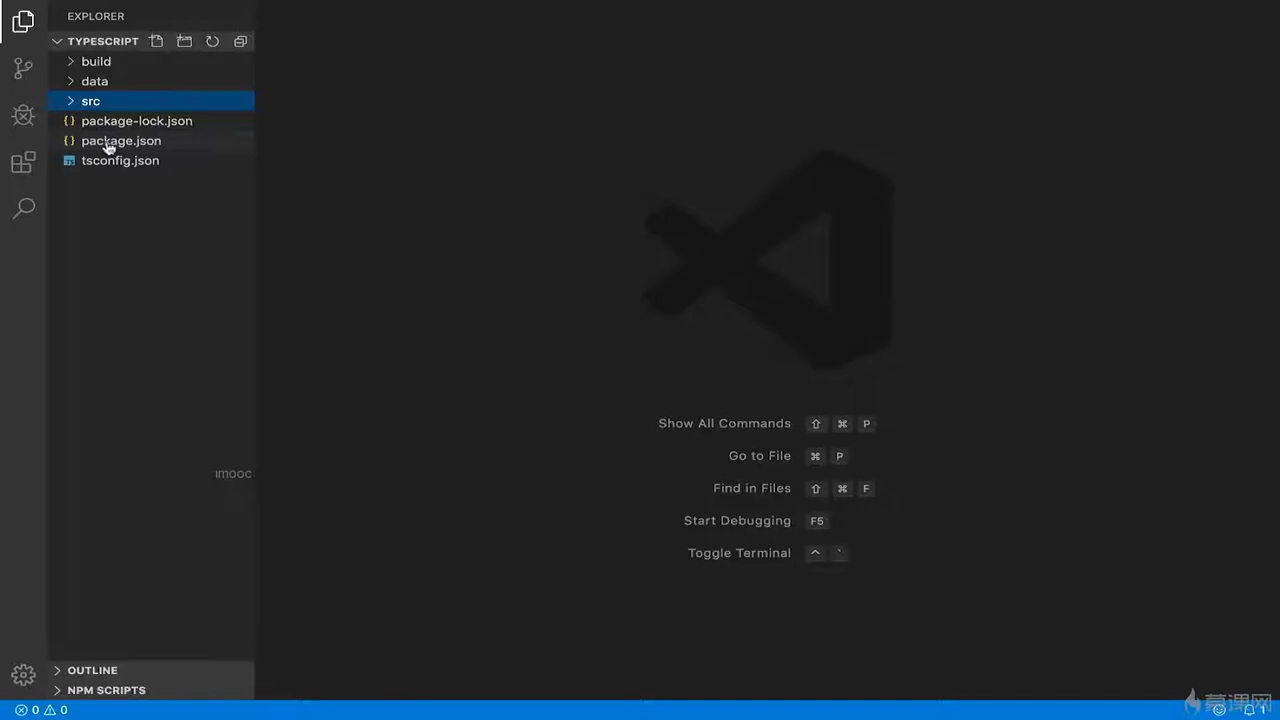 EXPLORER
TYPESCRIPT
build
data
src
{} package-lock.json
{} package.json
tsconfig.json
imooc
Show All Commands ⇧ ⌘ P
Go to File ⌘ P
Find in Files ⇧ ⌘ F
Start Debugging F5
Toggle Terminal ^ `
OUTLINE
NPM SCRIPTS
0 0
慕课网
1